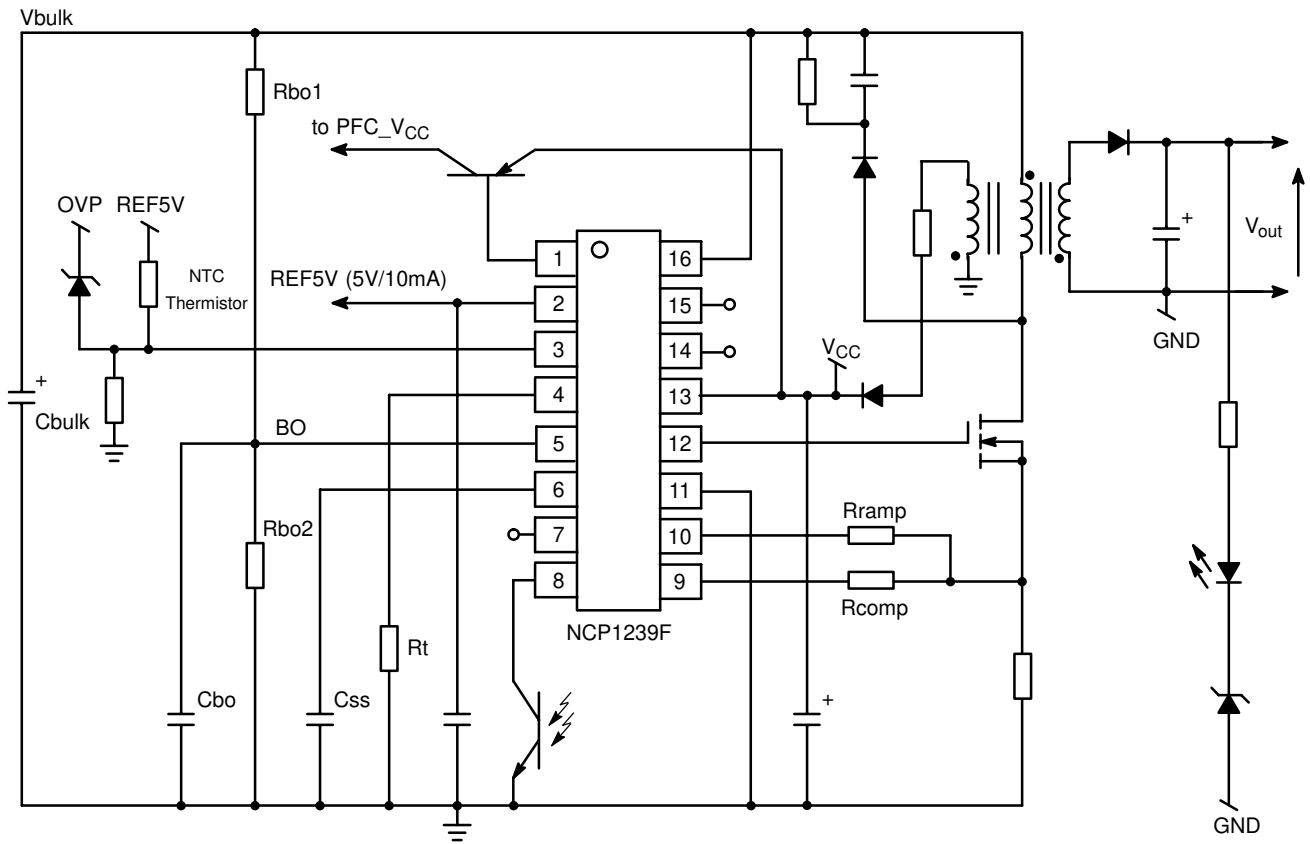 Vbulk
Rbo1
to PFC_VCC
OVP
REF5V
NTC
Thermistor
REF5V (5V/10mA)
1
16
2
15
3
14
4
13
5
12
6
11
7
10
8
9
VCC
+
Vout
GND
+
Cbulk
BO
Rbo2
Rramp
Rcomp
NCP1239F
Rt
Cbo
Css
+
GND